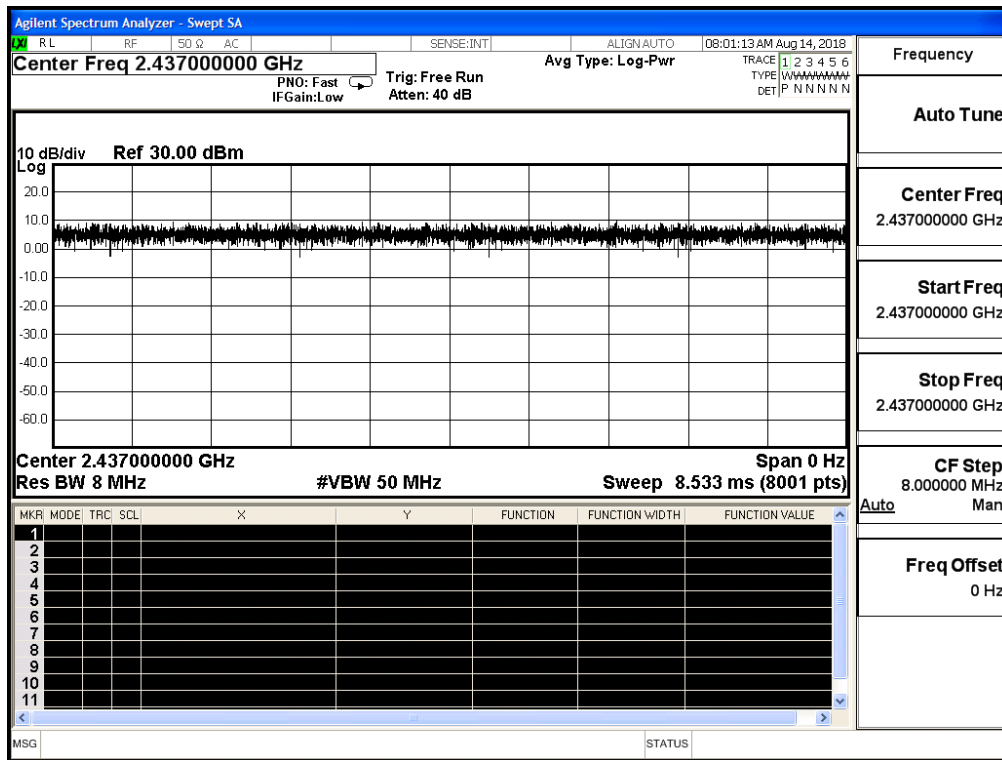 Agilent Spectrum Analyzer - Swept SA
LXI RL RF 50 Ω AC SENSE:INT ALIGN AUTO 08:01:13 AM Aug 14, 2018
Center Freq 2.437000000 GHz
PNO: Fast
IFGain:Low
Trig: Free Run
Atten: 40 dB
Avg Type: Log-Pwr
TRACE 1 2 3 4 5 6
TYPE WWWWWW
DET P N N N N N
10 dB/div Ref 30.00 dBm
Log
20.0
10.0
0.00
-10.0
-20.0
-30.0
-40.0
-50.0
-60.0
Center 2.437000000 GHz Span 0 Hz
Res BW 8 MHz #VBW 50 MHz Sweep 8.533 ms (8001 pts)
MKR MODE TRC SCL X Y FUNCTION FUNCTION WIDTH FUNCTION VALUE
1
2
3
4
5
6
7
8
9
10
11
MSG STATUS
Frequency
Auto Tune
Center Freq
2.437000000 GHz
Start Freq
2.437000000 GHz
Stop Freq
2.437000000 GHz
CF Step
8.000000 MHz
Auto Man
Freq Offset
0 Hz